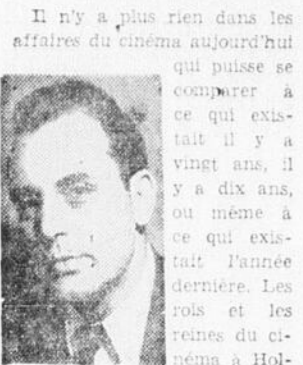 Il n'y a plus rien dans les
affaires du cinéma aujourd'hui
qui puisse se
comparer à
ce qui exis-
tait il y a
vingt ans, il
y a dix ans,
ou même à
ce qui exis-
tait l'année
dernière. Les
rois et les
reines du ci-
néma à Hol-